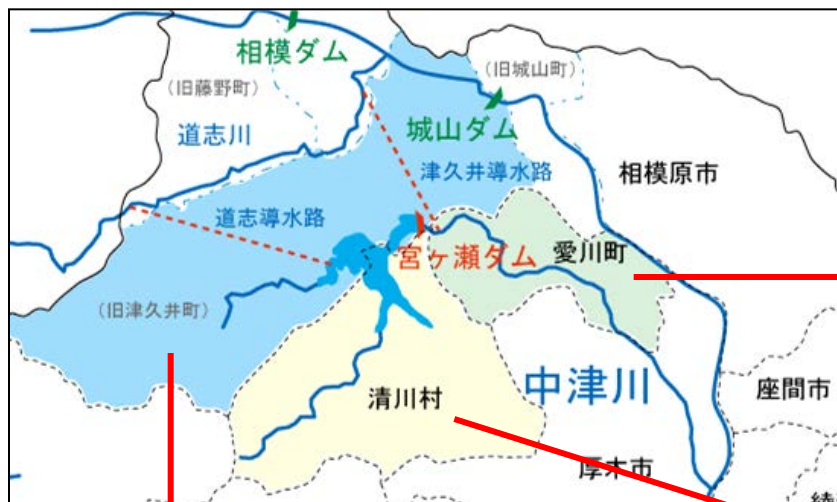 相模ダム
（旧城山町）
（旧藤野町）
道志川
城山ダム
津久井導水路
相模原市
道志導水路
宮ヶ瀬ダム
愛川町
（旧津久井町）
中津川
清川村
座間市
厚木市